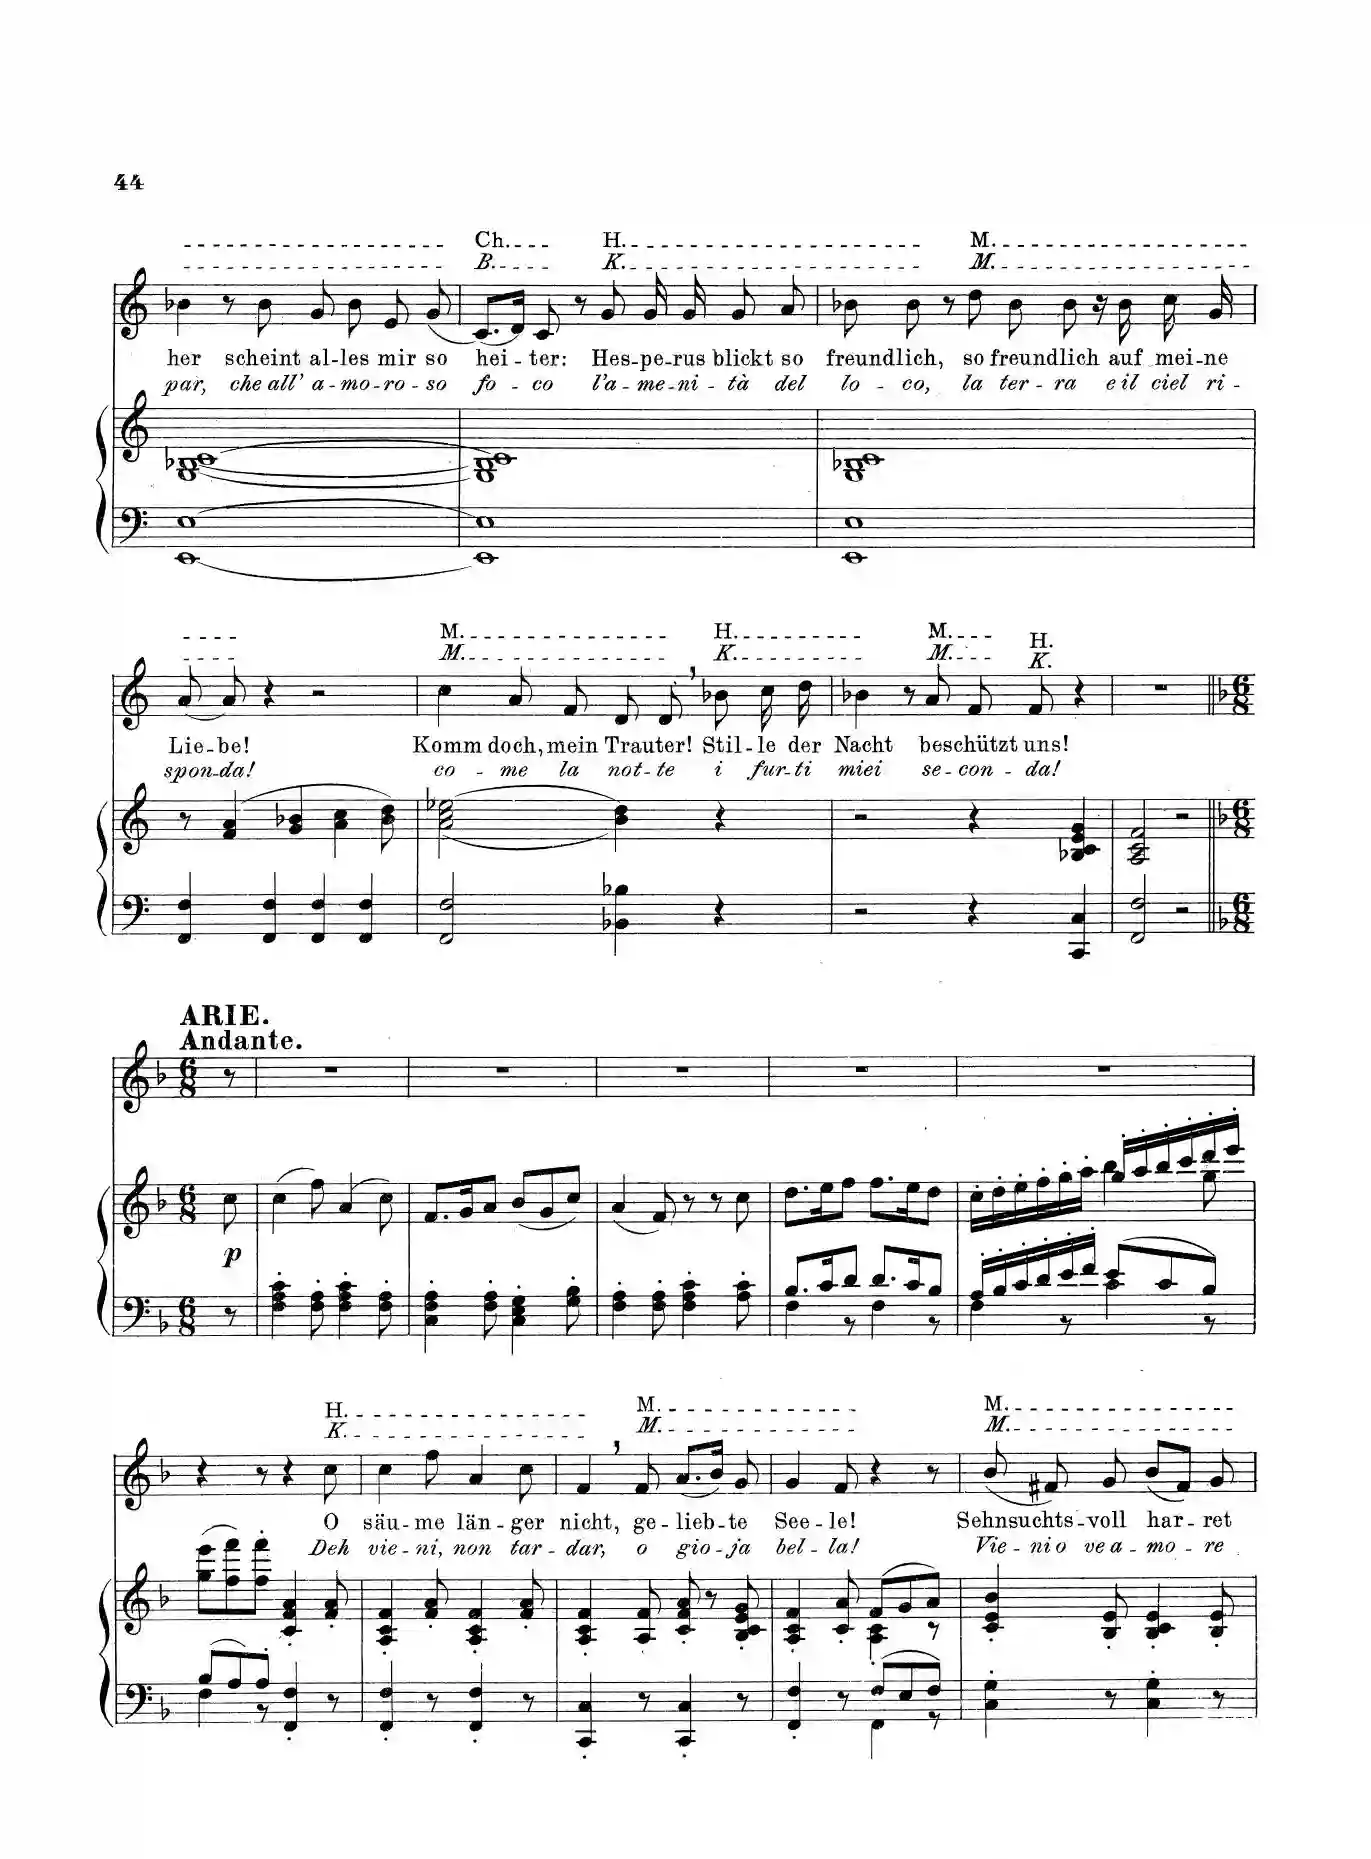 44
Ch. H. M.
B. K. M.
her scheint al-les mir so hei-ter: Hes-pe-rus blickt so freundlich, so freundlich auf mei-ne
par, che all' a-mo-ro-so fo-co l'a-me-ni-tà del lo-co, la ter-ra e il ciel ri-
M. H. M. H.
M. K. M. K.
Lie-be! Komm doch, mein Trauter! Stil-le der Nacht beschützt uns!
spon-da! co-me la not-te i fur-ti miei se-con-da!
ARIE.
Andante.
p
H. M. M.
K. M. M.
O säu-me län-ger nicht, ge-lieb-te See-le! Sehnsuchts-voll har-ret
Deh vie-ni, non tar-dar, o gio-ja bel-la! Vie-ni o ve a-mo-re